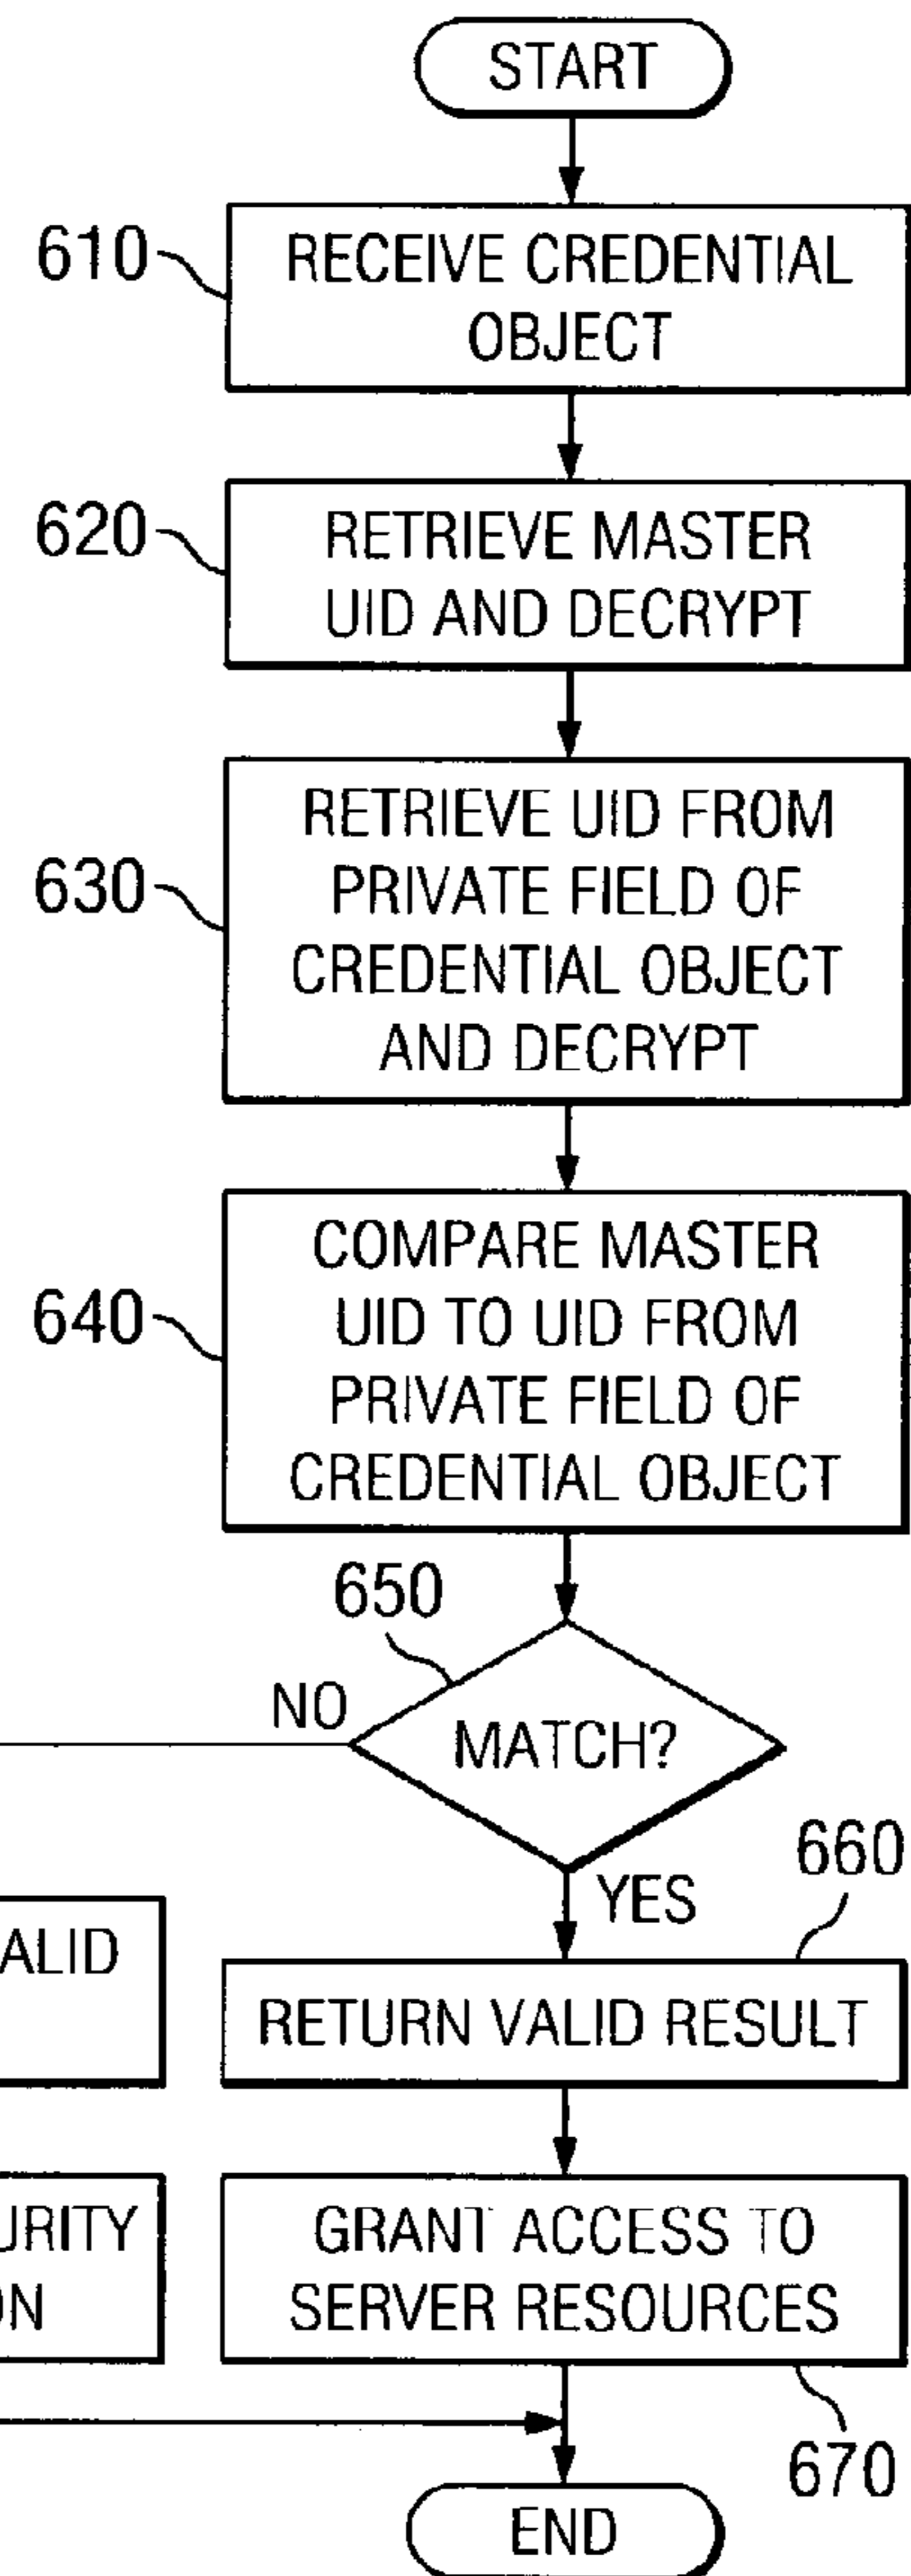 START
610
RECEIVE CREDENTIAL
OBJECT
620
RETRIEVE MASTER
UID AND DECRYPT
630
RETRIEVE UID FROM
PRIVATE FIELD OF
CREDENTIAL OBJECT
AND DECRYPT
640
COMPARE MASTER
UID TO UID FROM
PRIVATE FIELD OF
CREDENTIAL OBJECT
650
NO
MATCH?
YES
660
ALID
RETURN VALID RESULT
URITY
ON
GRANT ACCESS TO
SERVER RESOURCES
670
END